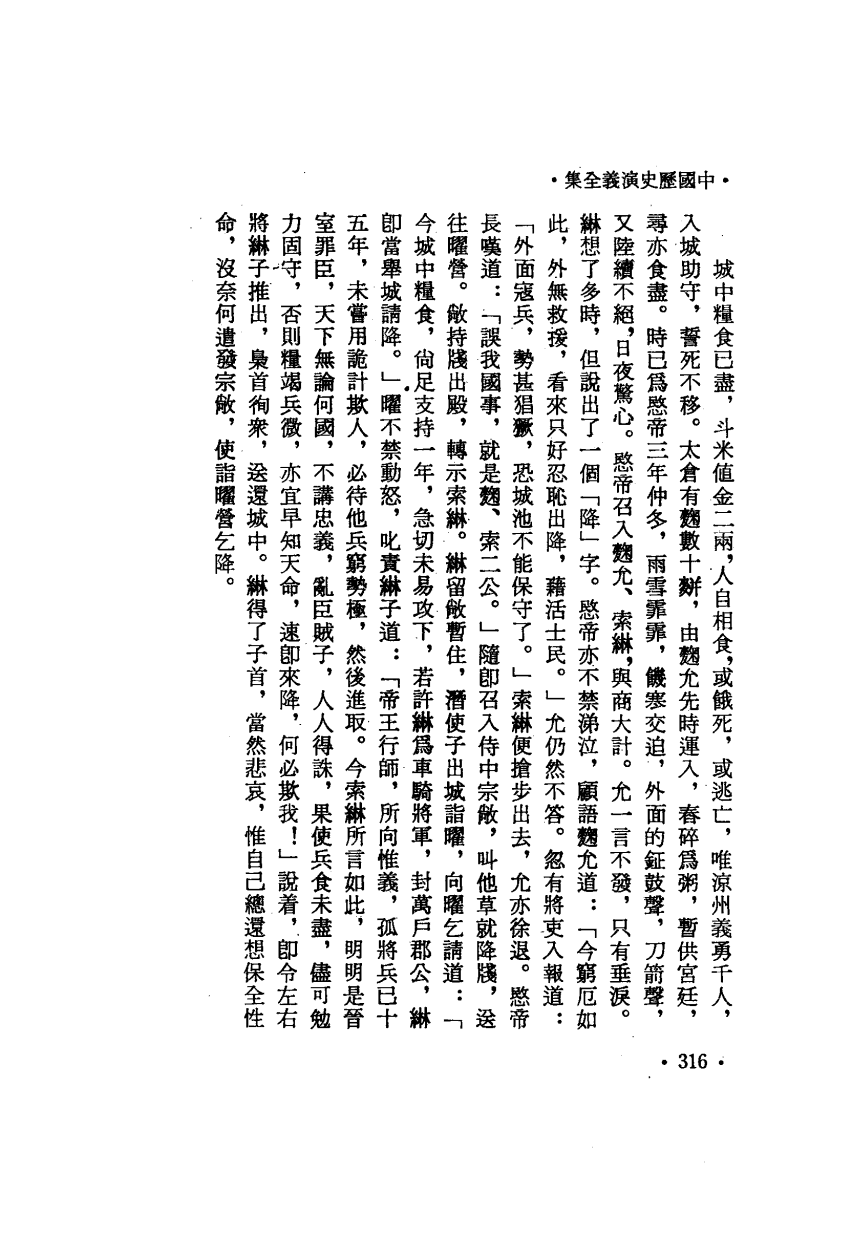 •中國歷史演義全集•
城中糧食已盡，斗米値金二兩，人自相食，或餓死，或逃亡，唯涼州義勇千人，
入城助守，誓死不移。太倉有麴數十䴵，由麴允先時運入，舂碎爲粥，暫供宮廷，
尋亦食盡。時已爲愍帝三年仲冬，雨雪霏霏，饑寒交迫，外面的鉦鼓聲，刀箭聲，
又陸續不絕，日夜驚心。愍帝召入麴允、索綝，與商大計。允一言不發，只有垂淚。
綝想了多時，但說出了一個「降」字。愍帝亦不禁涕泣，顧語麴允道：「今窮厄如
此，外無救援，看來只好忍恥出降，藉活士民。」允仍然不答。忽有將吏入報道：
「外面寇兵，勢甚猖獗，恐城池不能保守了。」索綝便搶步出去，允亦徐退。愍帝
長嘆道：「誤我國事，就是麴、索二公。」隨卽召入侍中宗敞，叫他草就降牋，送
往曜營。敞持牋出殿，轉示索綝。綝留敞暫住，潛使子出城詣曜，向曜乞請道：「
今城中糧食，尙足支持一年，急切未易攻下，若許綝爲車騎將軍，封萬戶郡公，綝
卽當舉城請降。」曜不禁動怒，叱責綝子道：「帝王行師，所向惟義，孤將兵已十
五年，未嘗用詭計欺人，必待他兵窮勢極，然後進取。今索綝所言如此，明明是晉
室罪臣，天下無論何國，不講忠義，亂臣賊子，人人得誅，果使兵食未盡，儘可勉
力固守，否則糧竭兵微，亦宜早知天命，速卽來降，何必欺我！」說着，卽令左右
將綝子推出，梟首徇衆，送還城中。綝得了子首，當然悲哀，惟自己總還想保全性
命，沒奈何遣發宗敞，使詣曜營乞降。
•316•